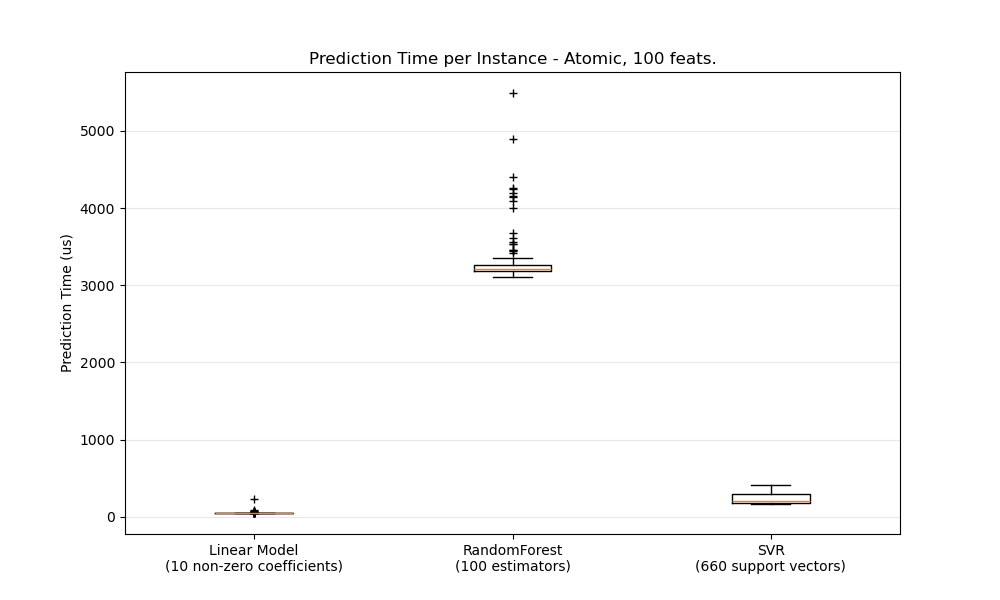 Prediction Time per Instance - Atomic, 100 feats.
Prediction Time (us)
5000
4000
3000
2000
1000
0
Linear Model
(10 non-zero coefficients)
RandomForest
(100 estimators)
SVR
(660 support vectors)